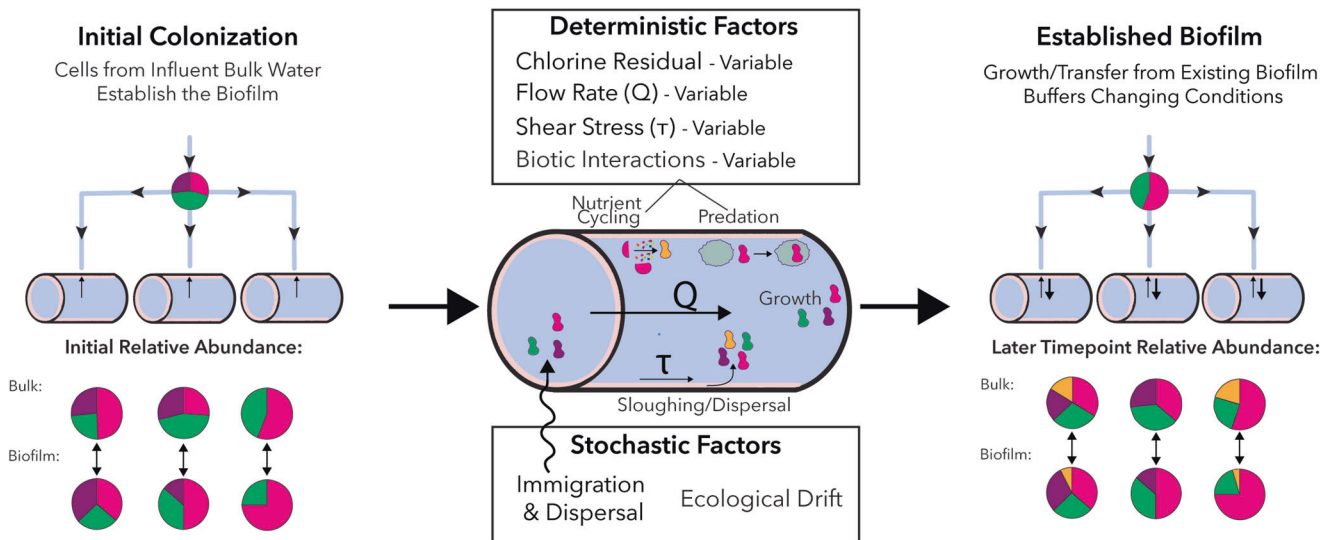 Initial Colonization
Cells from Influent Bulk Water
Establish the Biofilm
Initial Relative Abundance:
Bulk:
Biofilm:
Deterministic Factors
Chlorine Residual - Variable
Flow Rate (Q) - Variable
Shear Stress (τ) - Variable
Biotic Interactions - Variable
Nutrient
Cycling
Predation
Q
Growth
τ
Sloughing/Dispersal
Stochastic Factors
Immigration
& Dispersal
Ecological Drift
Established Biofilm
Growth/Transfer from Existing Biofilm
Buffers Changing Conditions
Later Timepoint Relative Abundance:
Bulk:
Biofilm: